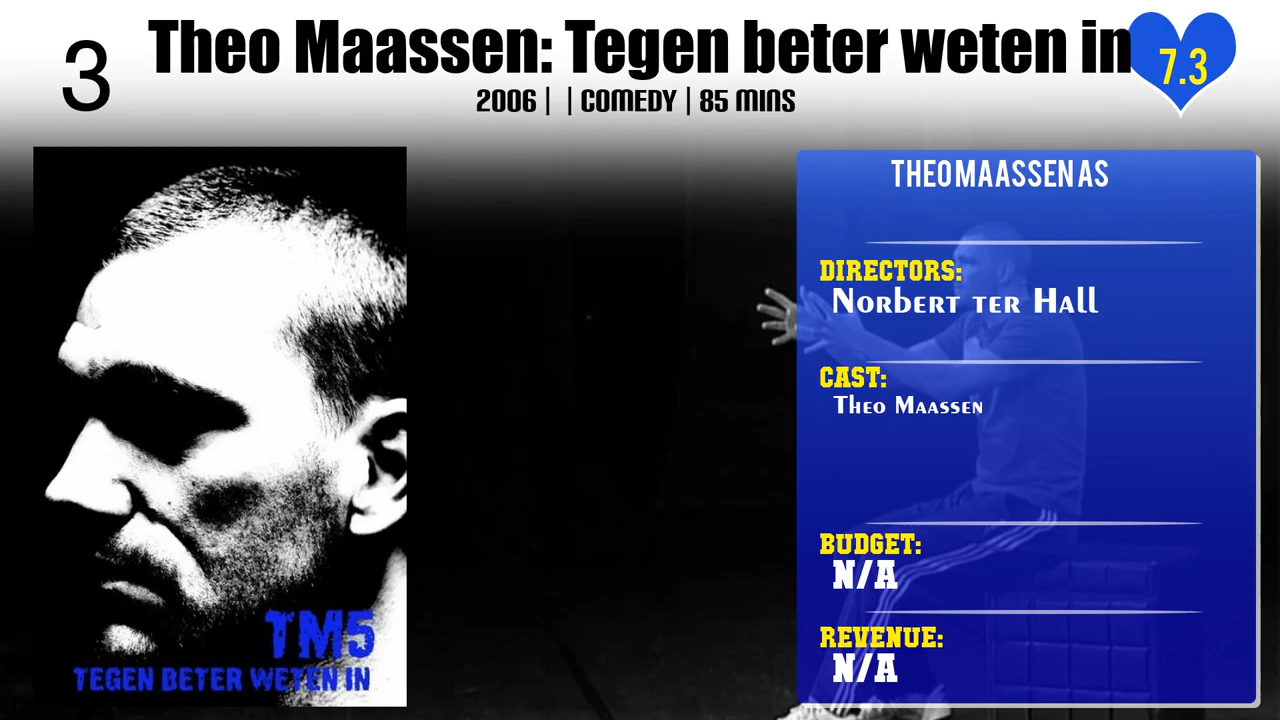 3
Theo Maassen: Tegen beter weten in
7.3
2006 | | COMEDY | 85 MINS
TM5
TEGEN BETER WETEN IN
THEO MAASSEN AS
DIRECTORS:
Norbert ter Hall
CAST:
Theo Maassen
BUDGET:
N/A
REVENUE:
N/A